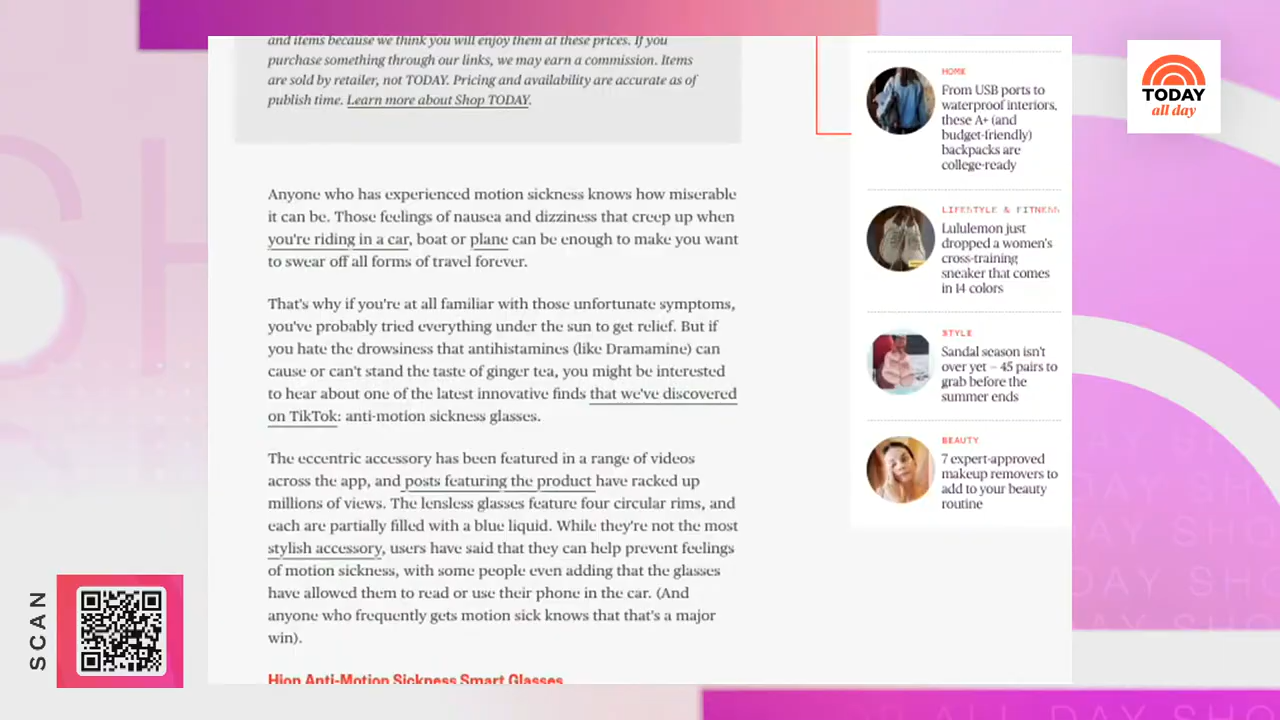 and items because we think you will enjoy them at these prices. If you
purchase something through our links, we may earn a commission. Items
are sold by retailer, not TODAY. Pricing and availability are accurate as of
publish time. Learn more about Shop TODAY.
Anyone who has experienced motion sickness knows how miserable
it can be. Those feelings of nausea and dizziness that creep up when
you're riding in a car, boat or plane can be enough to make you want
to swear off all forms of travel forever.
That's why if you're at all familiar with those unfortunate symptoms,
you've probably tried everything under the sun to get relief. But if
you hate the drowsiness that antihistamines (like Dramamine) can
cause or can't stand the taste of ginger tea, you might be interested
to hear about one of the latest innovative finds that we've discovered
on TikTok: anti-motion sickness glasses.
The eccentric accessory has been featured in a range of videos
across the app, and posts featuring the product have racked up
millions of views. The lensless glasses feature four circular rims, and
each are partially filled with a blue liquid. While they're not the most
stylish accessory, users have said that they can help prevent feelings
of motion sickness, with some people even adding that the glasses
have allowed them to read or use their phone in the car. (And
anyone who frequently gets motion sick knows that that's a major
win).
Hion Anti-Motion Sickness Smart Glasses
HOME
From USB ports to
waterproof interiors,
these A+ (and
budget-friendly)
backpacks are
college-ready
LIFESTYLE & FITNESS
Lululemon just
dropped a women's
cross-training
sneaker that comes
in 14 colors
STYLE
Sandal season isn't
over yet — 45 pairs to
grab before the
summer ends
BEAUTY
7 expert-approved
makeup removers to
add to your beauty
routine
TODAY
all day
SCAN
SH
DAY SH
DAY SHO
DAY SHO
ALL DAY SHO